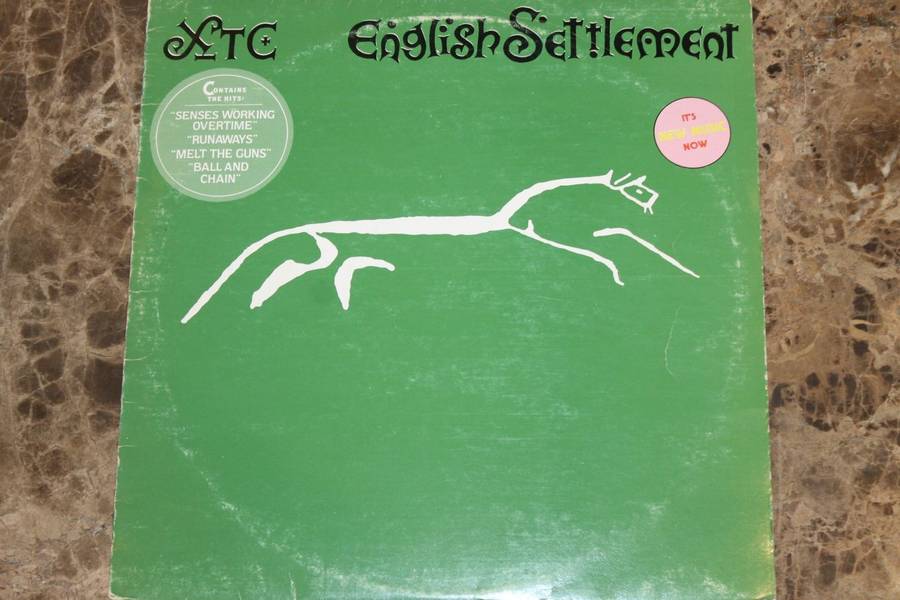 XTC English Settlement
CONTAINS
THE HITS:
"SENSES WORKING
OVERTIME"
"RUNAWAYS"
"MELT THE GUNS"
"BALL AND
CHAIN"
IT'S
NEW MUSIC
NOW